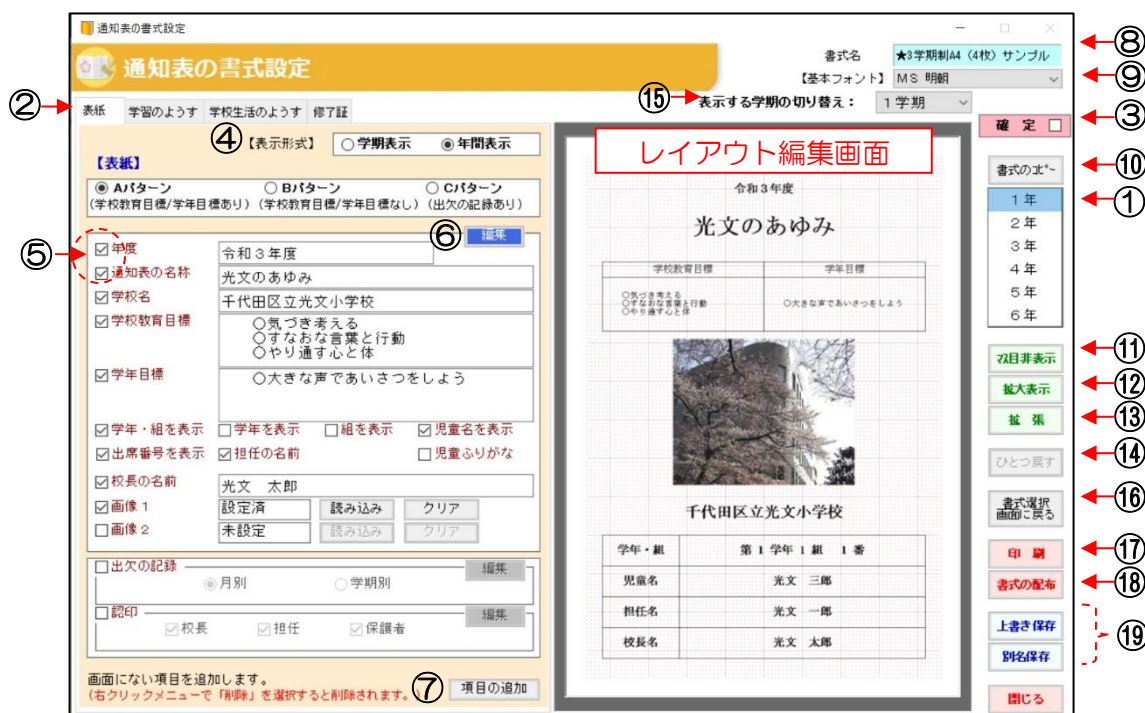 通知表の書式設定
通知表の書式設定
書式名 ★3学期制A4（4枚）サンプル
⑧
【基本フォント】 ＭＳ 明朝
⑨
② 表紙 学習のようす 学校生活のようす 修了証
⑮ 表示する学期の切り替え： 1学期
確 定
③
④ 【表示形式】 学期表示 年間表示
【表紙】
Aパターン Bパターン Cパターン
(学校教育目標/学年目標あり) (学校教育目標/学年目標なし) (出欠の記録あり)
⑥ 編集
⑤
年度 令和３年度
通知表の名称 光文のあゆみ
学校名 千代田区立光文小学校
学校教育目標 ○気づき考える
○すなおな言葉と行動
○やり通す心と体
学年目標 ○大きな声であいさつをしよう
学年・組を表示 学年を表示 組を表示 児童名を表示
出席番号を表示 担任の名前 児童ふりがな
校長の名前 光文 太郎
画像１ 設定済 読み込み クリア
画像２ 未設定 読み込み クリア
出欠の記録 編集
月別 学期別
認印 編集
校長 担任 保護者
画面にない項目を追加します。
(右クリックメニューで「削除」を選択すると削除されます。)
⑦ 項目の追加
レイアウト編集画面
令和３年度
光文のあゆみ
学校教育目標 学年目標
○気づき考える
○すなおな言葉と行動
○やり通す心と体
○大きな声であいさつをしよう
千代田区立光文小学校
学年・組 第 1 学年 1 組 1 番
児童名 光文 三郎
担任名 光文 一郎
校長名 光文 太郎
書式のコピー
⑩
1 年
①
2 年
3 年
4 年
5 年
6 年
マス目非表示
⑪
拡大表示
⑫
拡 張
⑬
ひとつ戻す
⑭
書式選択
画面に戻る
⑯
印 刷
⑰
書式の配布
⑱
上書き保存
⑲
別名保存
閉じる